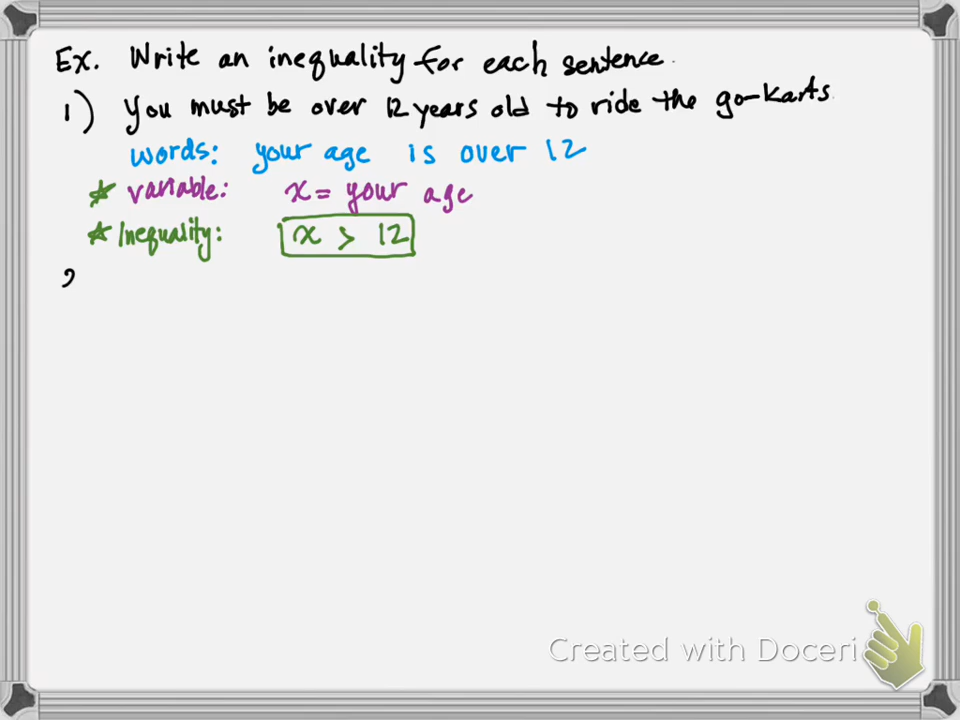 Ex. Write an inequality for each sentence.
1) You must be over 12 years old to ride the go-karts.
words: your age is over 12
* variable: x = your age
* Inequality: x > 12
Created with Doceri